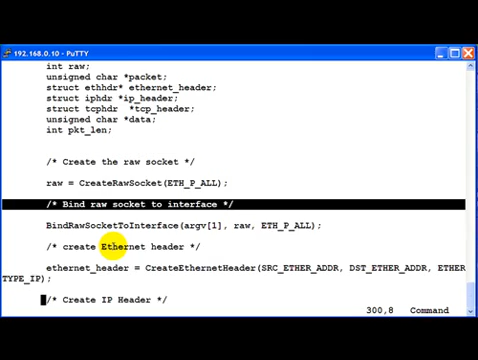 192.168.0.10 - PuTTY
int raw;
unsigned char *packet;
struct ethhdr* ethernet_header;
struct iphdr *ip_header;
struct tcphdr *tcp_header;
unsigned char *data;
int pkt_len;
/* Create the raw socket */
raw = CreateRawSocket(ETH_P_ALL);
/* Bind raw socket to interface */
BindRawSocketToInterface(argv[1], raw, ETH_P_ALL);
/* create Ethernet header */
ethernet_header = CreateEthernetHeader(SRC_ETHER_ADDR, DST_ETHER_ADDR, ETHER
TYPE_IP);
/* Create IP Header */
300,8 Command